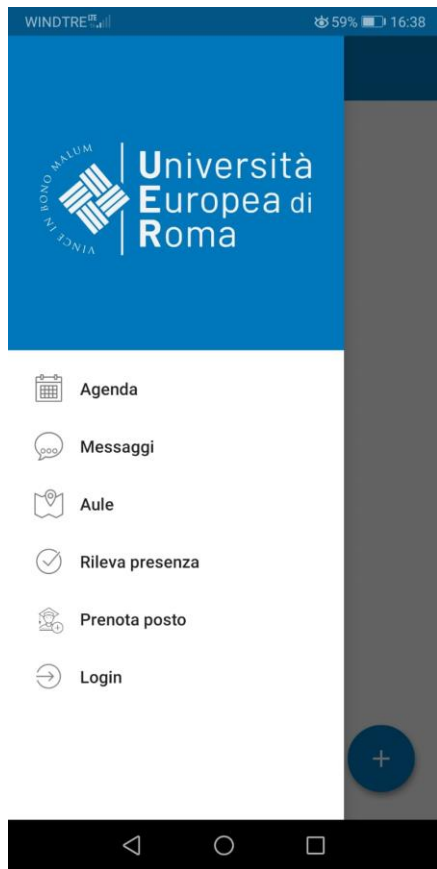 WINDTRE
59% 16:38
VINCE IN BONO MALUM
Università
Europea di
Roma
Agenda
Messaggi
Aule
Rileva presenza
Prenota posto
Login
+